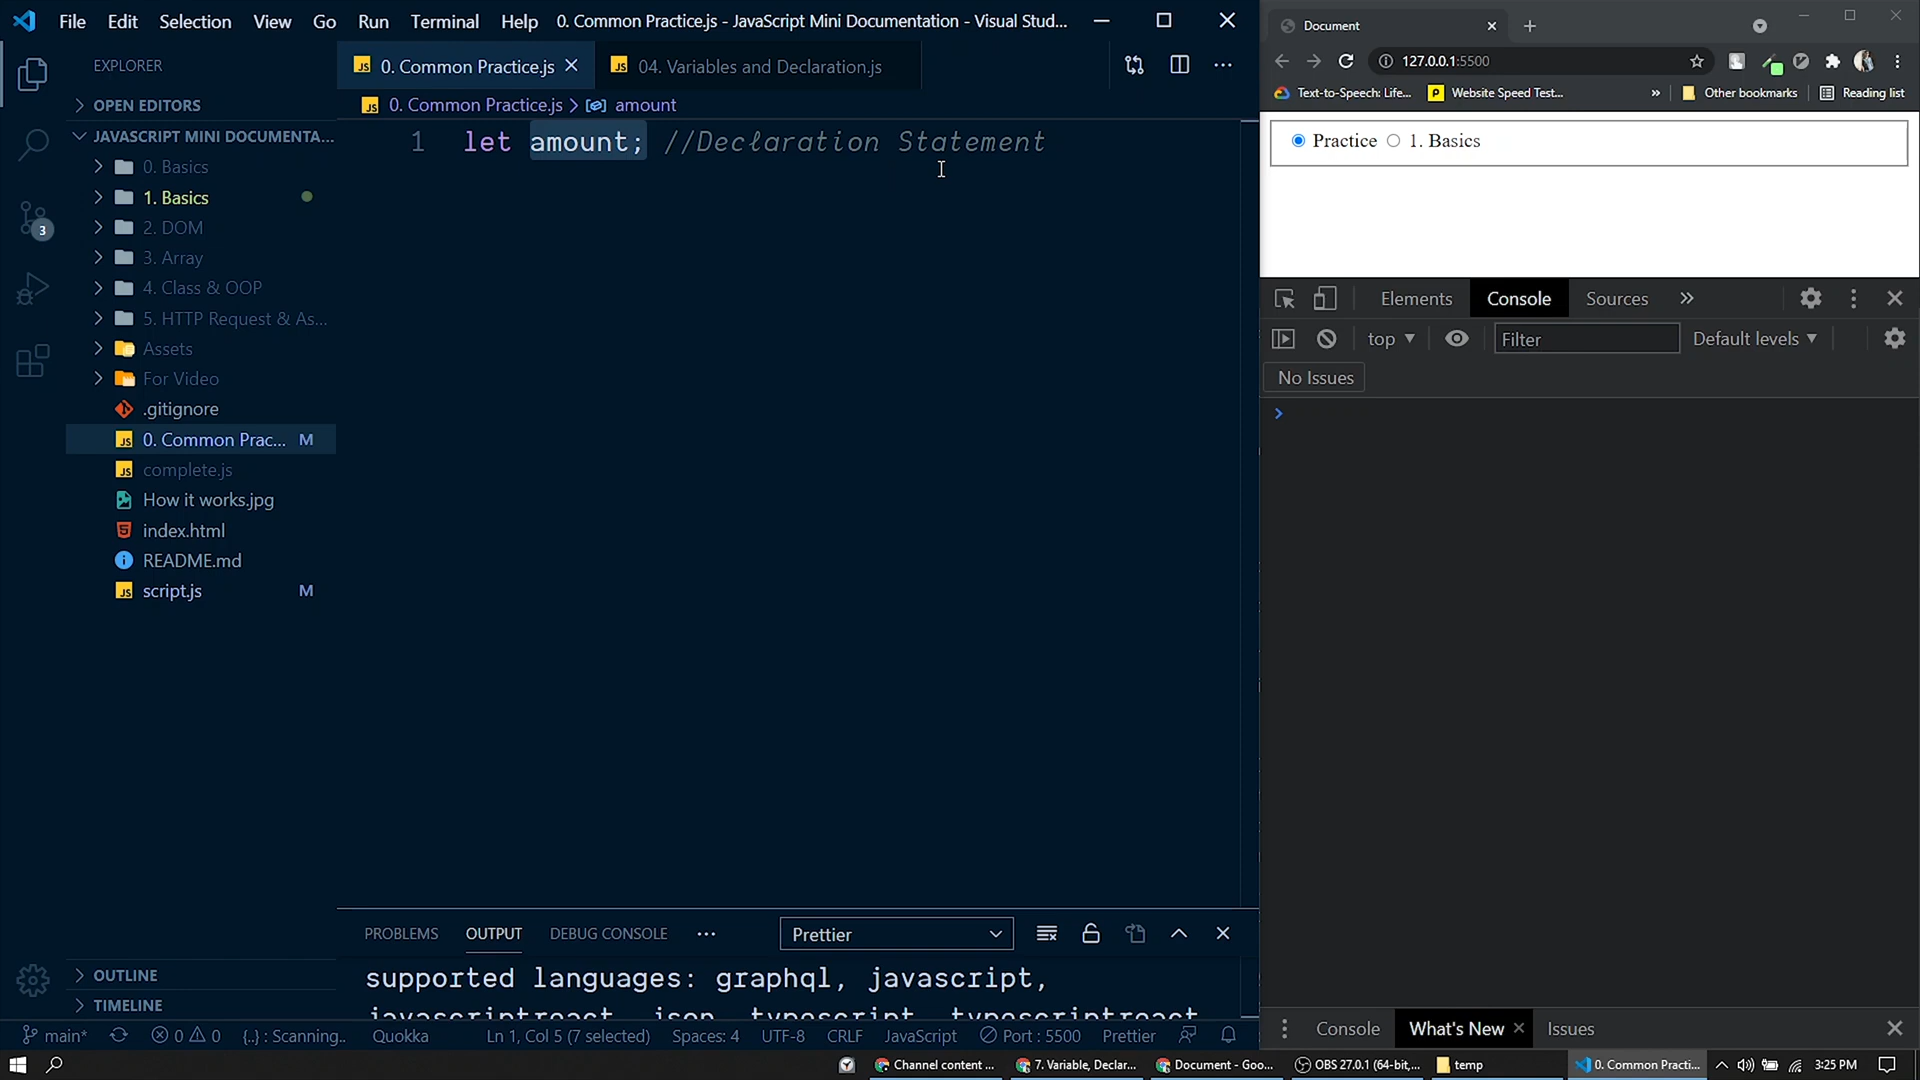 File Edit Selection View Go Run Terminal Help 0. Common Practice.js - JavaScript Mini Documentation - Visual Stud...
EXPLORER
OPEN EDITORS
JAVASCRIPT MINI DOCUMENTA...
0. Basics
1. Basics
2. DOM
3. Array
4. Class & OOP
5. HTTP Request & As...
Assets
For Video
.gitignore
0. Common Prac... M
complete.js
How it works.jpg
index.html
README.md
script.js M
OUTLINE
TIMELINE
3
0. Common Practice.js 04. Variables and Declaration.js
0. Common Practice.js > amount
1 let amount; //Declaration Statement
PROBLEMS OUTPUT DEBUG CONSOLE ... Prettier
supported languages: graphql, javascript,
javascriptreact, json, typescript, typescriptreact
main* 0 0 {..} : Scanning.. Quokka Ln 1, Col 5 (7 selected) Spaces: 4 UTF-8 CRLF JavaScript Port : 5500 Prettier
Document
127.0.0.1:5500
Text-to-Speech: Life... Website Speed Test... » Other bookmarks Reading list
Practice 1. Basics
Elements Console Sources »
top Filter Default levels
No Issues
Console What's New Issues
Channel content ... 7. Variable, Declar... Document - Goo... OBS 27.0.1 (64-bit,... temp 0. Common Practi... 3:25 PM